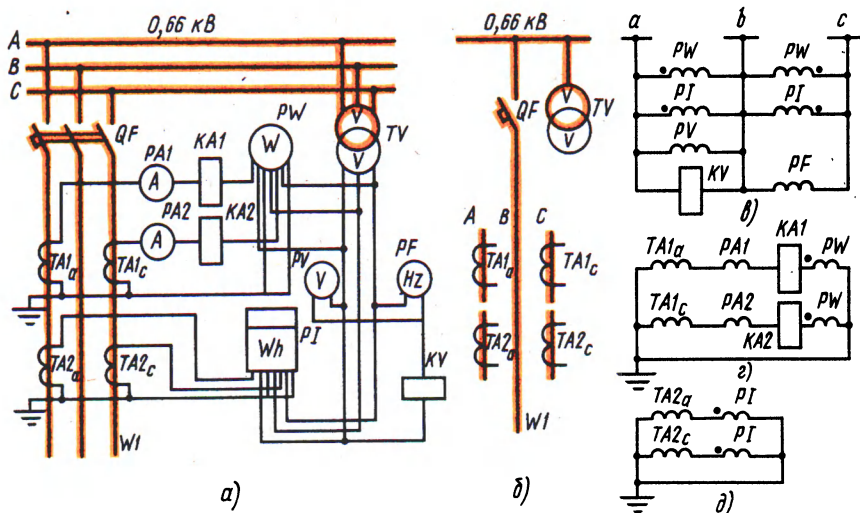 0,66 кВ
A
B
C
QF
PA1
KA1
PW
TV
V
V
W
A
PA2
KA2
A
TA1a
TA1c
PV
V
PF
Hz
PI
Wh
TA2a
TA2c
KV
W1
а)
0,66 кВ
QF
V
V
TV
A
B
C
TA1a
TA1c
TA2a
TA2c
W1
б)
a
b
c
PW
PW
PI
PI
PV
KV
PF
в)
KA1
TA1a
PA1
PW
TA1c
PA2
PW
KA2
г)
TA2a
PI
TA2c
PI
д)